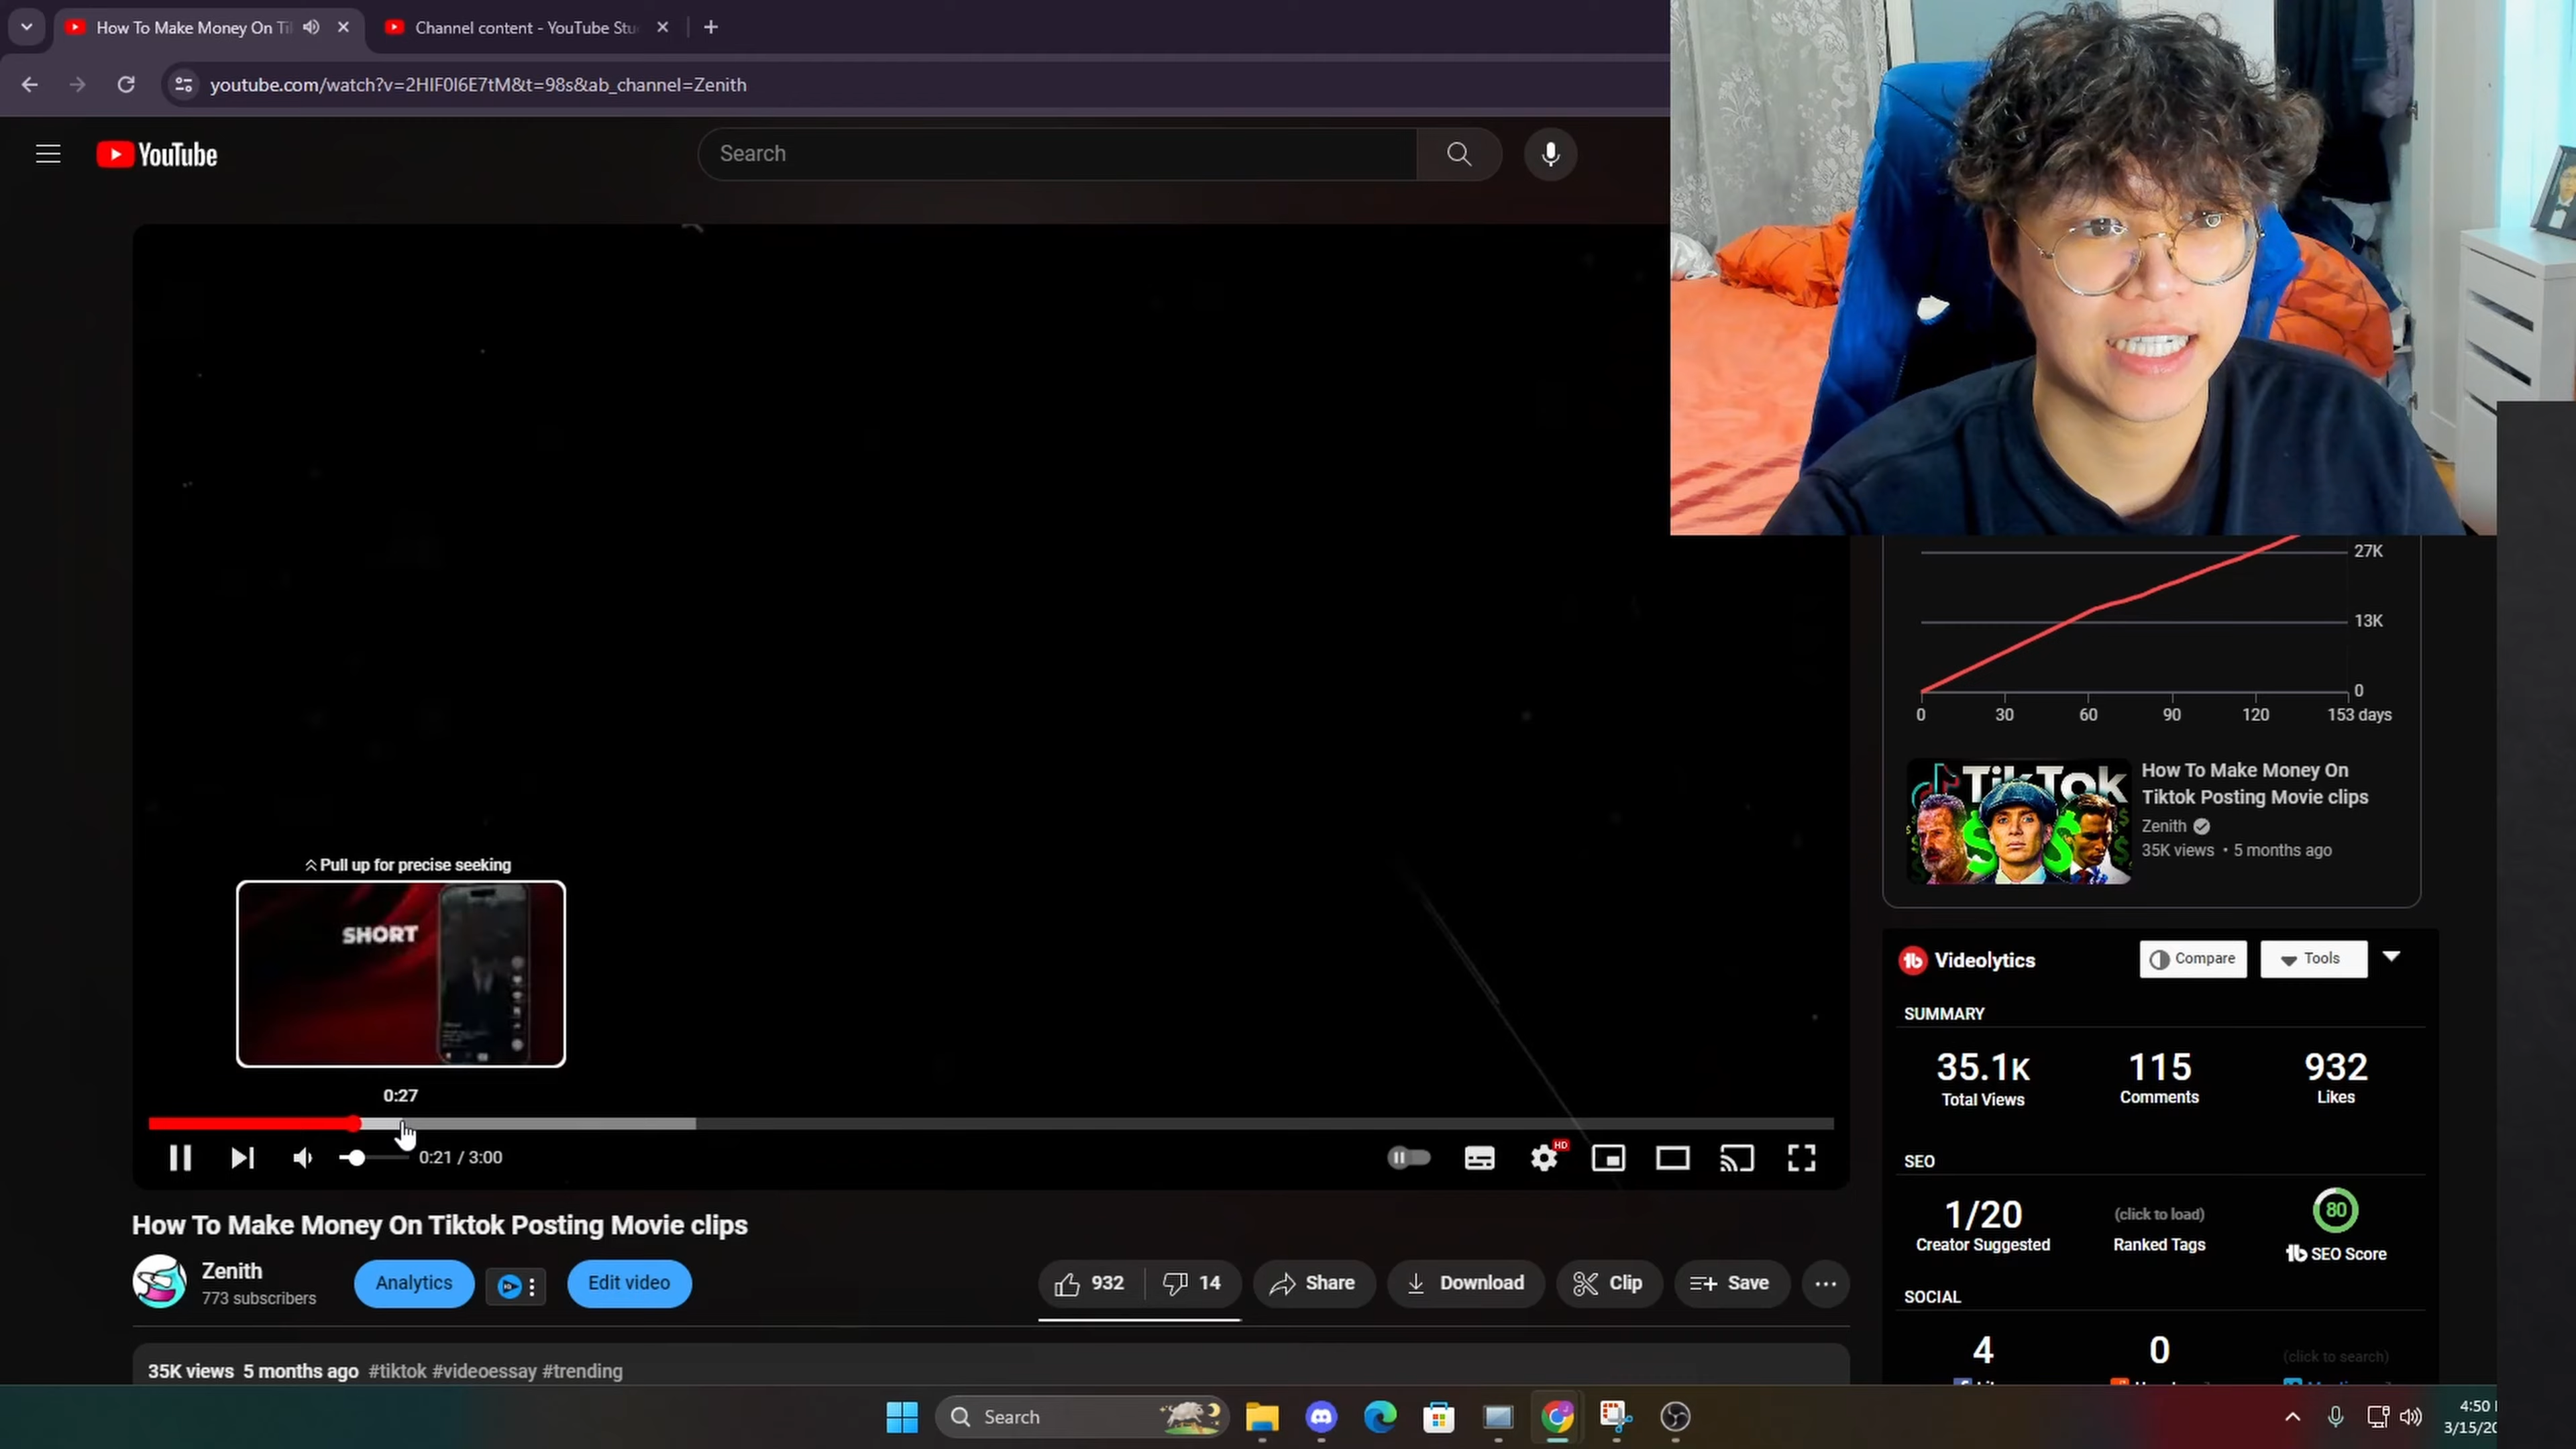 How To Make Money On Ti
Channel content - YouTube Stu
youtube.com/watch?v=2HIF0I6E7tM&t=98s&ab_channel=Zenith
YouTube
Search
27K
13K
0
0 30 60 90 120 153 days
TikTok
How To Make Money On
Tiktok Posting Movie clips
Zenith
35K views • 5 months ago
Pull up for precise seeking
SHORT
0:27
0:21 / 3:00
HD
Videolytics
Compare
Tools
SUMMARY
35.1K 115 932
Total Views Comments Likes
SEO
1/20 (click to load) 80
Creator Suggested Ranked Tags tb SEO Score
SOCIAL
4 0 (click to search)
How To Make Money On Tiktok Posting Movie clips
Zenith
773 subscribers
Analytics
Edit video
932
14
Share
Download
Clip
Save
35K views 5 months ago #tiktok #videoessay #trending
Search
4:50
3/15/20